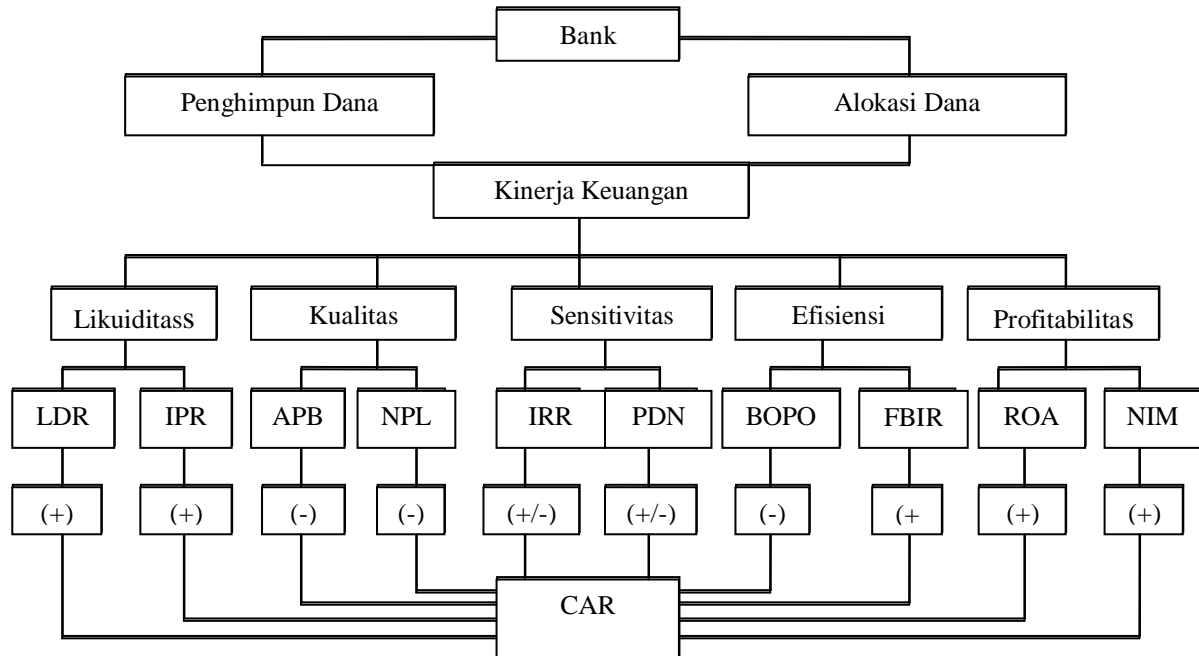 Bank
Penghimpun Dana
Alokasi Dana
Kinerja Keuangan
Likuiditass
Kualitas
Sensitivitas
Efisiensi
Profitabilitas
LDR
IPR
APB
NPL
IRR
PDN
BOPO
FBIR
ROA
NIM
(+)
(+)
(-)
(-)
(+/-)
(+/-)
(-)
(+
(+)
(+)
CAR